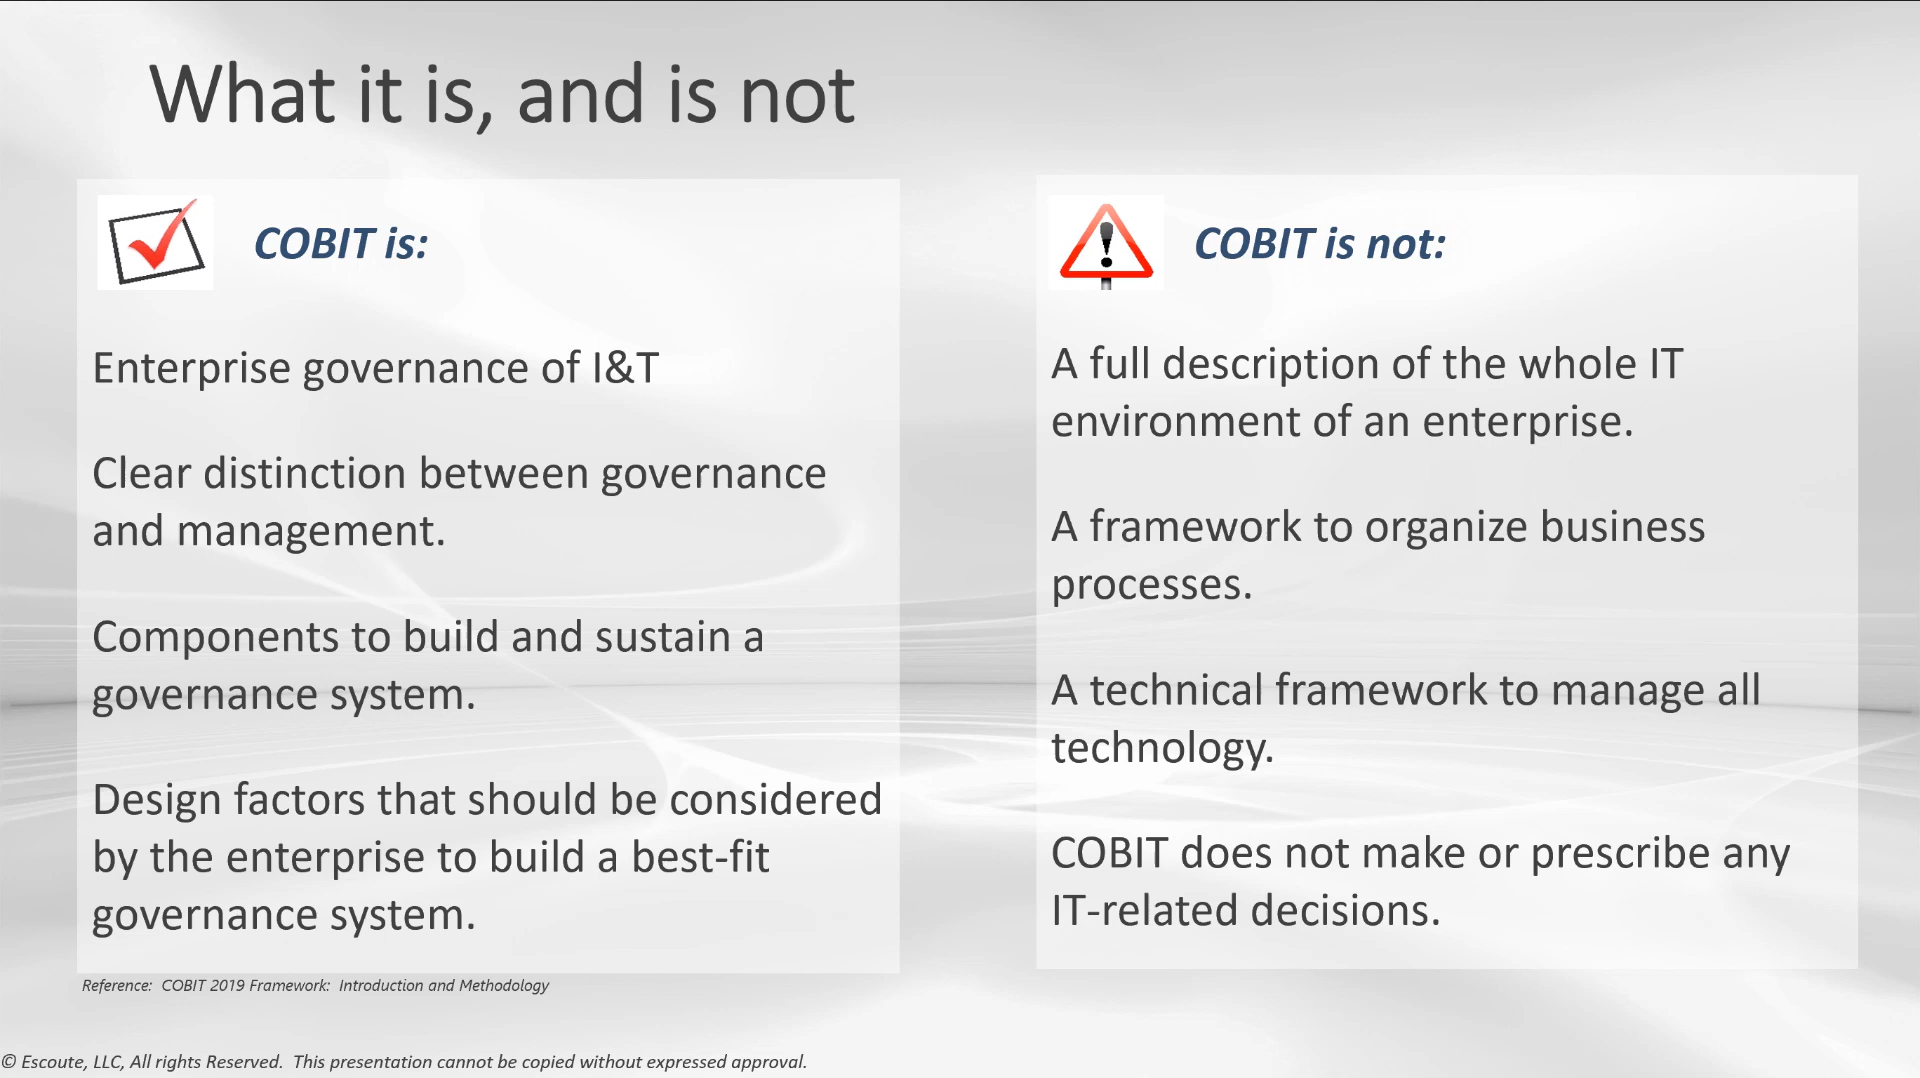 What it is, and is not
COBIT is:
Enterprise governance of I&T
Clear distinction between governance
and management.
Components to build and sustain a
governance system.
Design factors that should be considered
by the enterprise to build a best-fit
governance system.
COBIT is not:
A full description of the whole IT
environment of an enterprise.
A framework to organize business
processes.
A technical framework to manage all
technology.
COBIT does not make or prescribe any
IT-related decisions.
Reference:  COBIT 2019 Framework:  Introduction and Methodology
© Escoute, LLC, All rights Reserved.  This presentation cannot be copied without expressed approval.